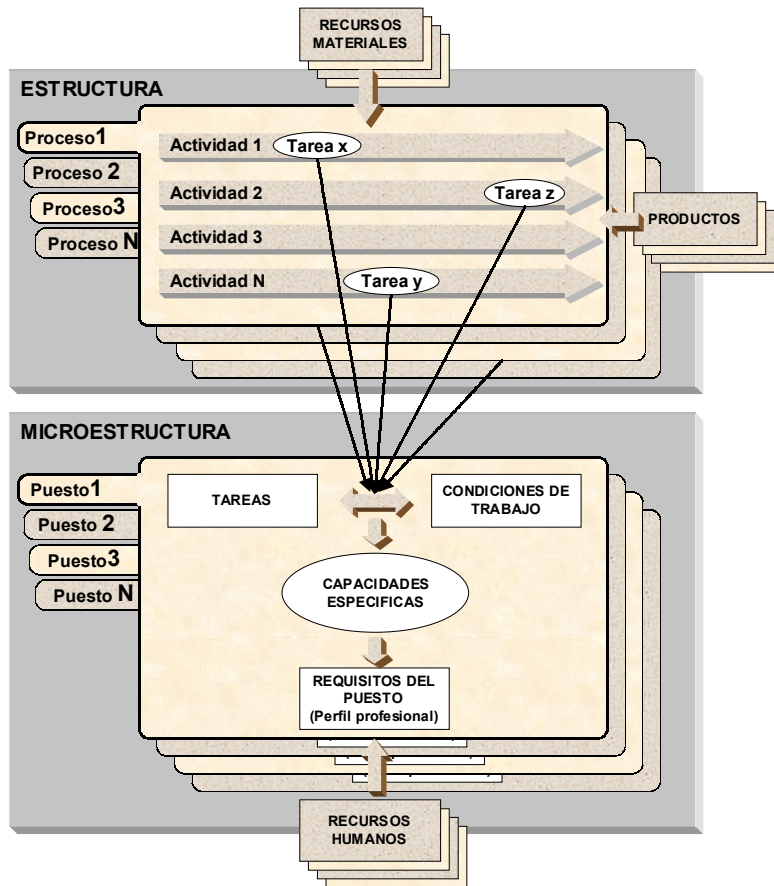 RECURSOS
MATERIALES
ESTRUCTURA
Proceso1
Proceso 2
Proceso3
Proceso N
Actividad 1
Tarea x
Actividad 2
Tarea z
Actividad 3
Actividad N
Tarea y
PRODUCTOS
MICROESTRUCTURA
Puesto1
Puesto 2
Puesto3
Puesto N
TAREAS
CONDICIONES DE
TRABAJO
CAPACIDADES
ESPECIFICAS
REQUISITOS DEL
PUESTO
(Perfil profesional)
RECURSOS
HUMANOS